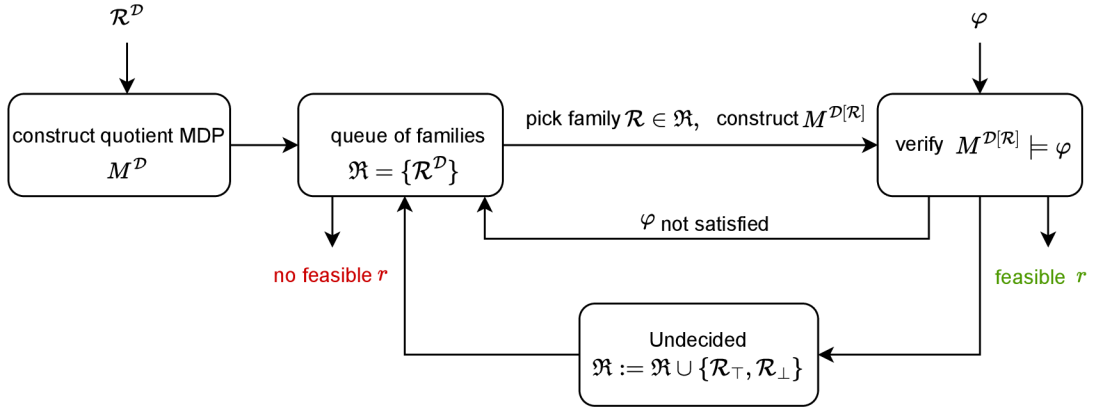 𝓡^𝓓
φ
construct quotient MDP
M^𝓓
queue of families
𝕽 = {𝓡^𝓓}
pick family 𝓡 ∈ 𝕽, construct M^𝓓[𝓡]
verify M^𝓓[𝓡] ⊨ φ
φ not satisfied
no feasible r
feasible r
Undecided
𝕽 := 𝕽 ∪ {𝓡_⊤, 𝓡_⊥}